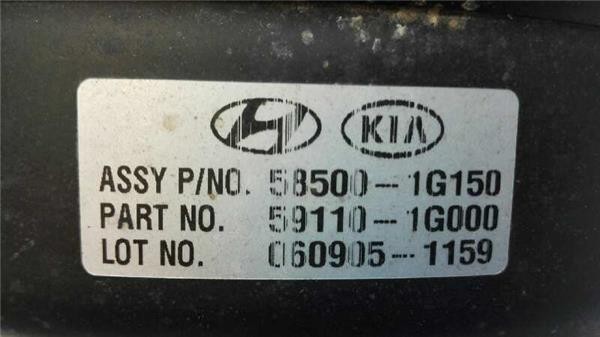 KIA
ASSY P/NO. 58500-1G150
PART NO. 59110-1G000
LOT NO. 060905-1159